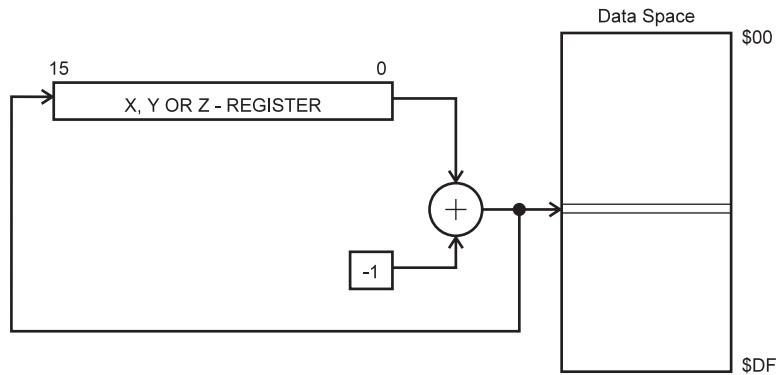 Data Space
$00
15 0
X, Y OR Z - REGISTER
+
-1
$DF